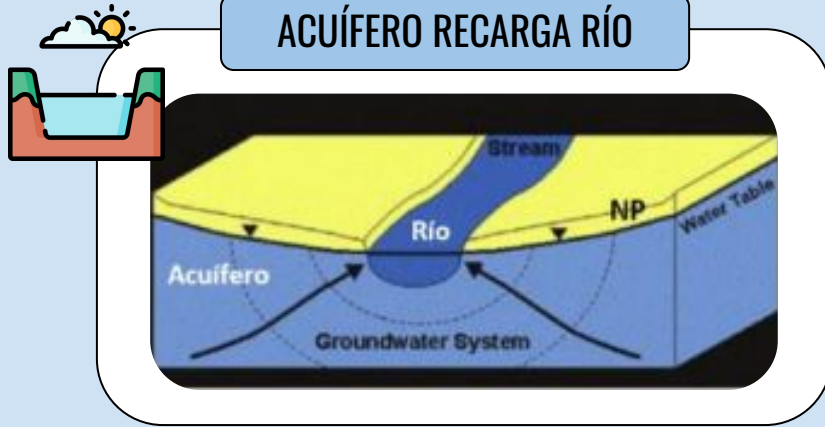 ACUÍFERO RECARGA RÍO
Stream
Río
NP
Water Table
Acuífero
Groundwater System